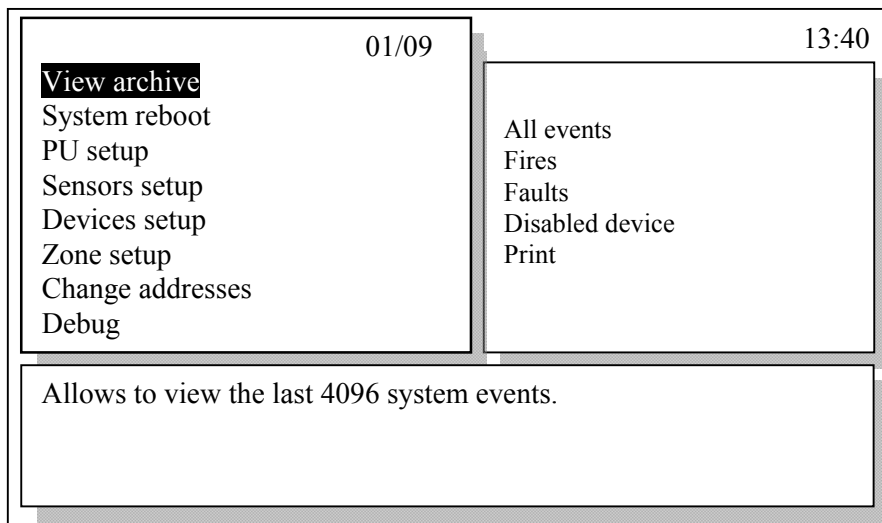 01/09
13:40
View archive
System reboot
PU setup
Sensors setup
Devices setup
Zone setup
Change addresses
Debug
All events
Fires
Faults
Disabled device
Print
Allows to view the last 4096 system events.